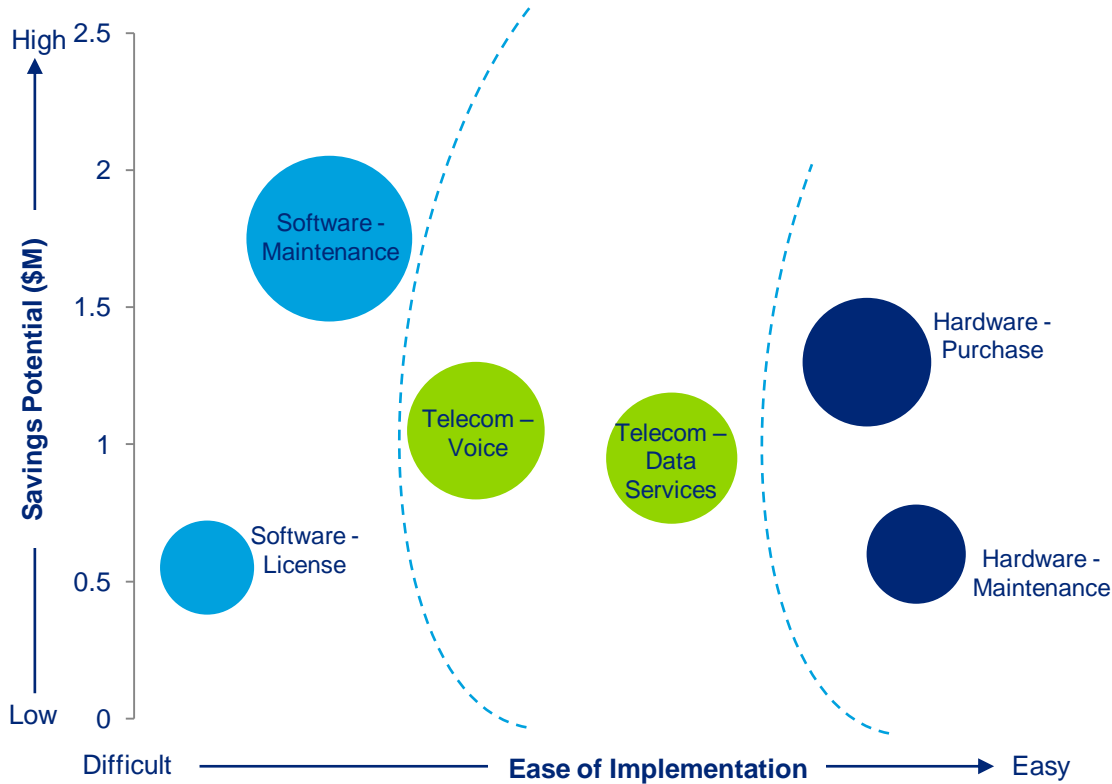 High
2.5
2
1.5
1
0.5
0
Low
Savings Potential ($M)
Software -
Maintenance
Hardware -
Purchase
Telecom –
Voice
Telecom –
Data
Services
Software -
License
Hardware -
Maintenance
Difficult
Ease of Implementation
Easy